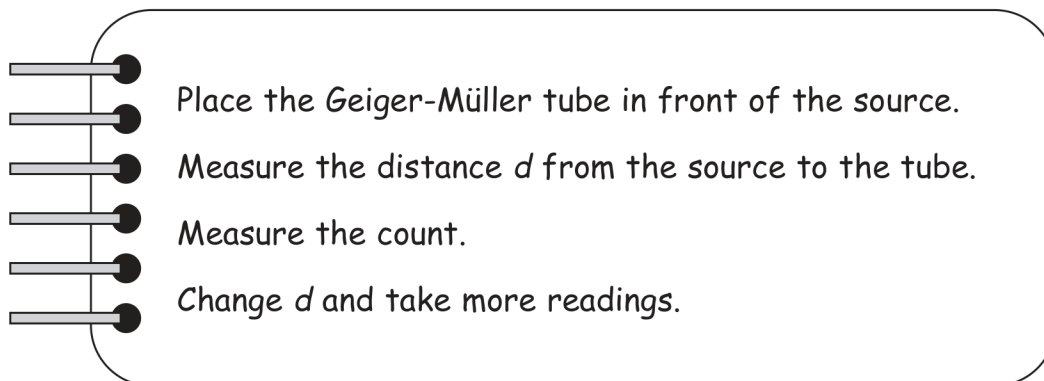 Place the Geiger-Müller tube in front of the source.
Measure the distance d from the source to the tube.
Measure the count.
Change d and take more readings.